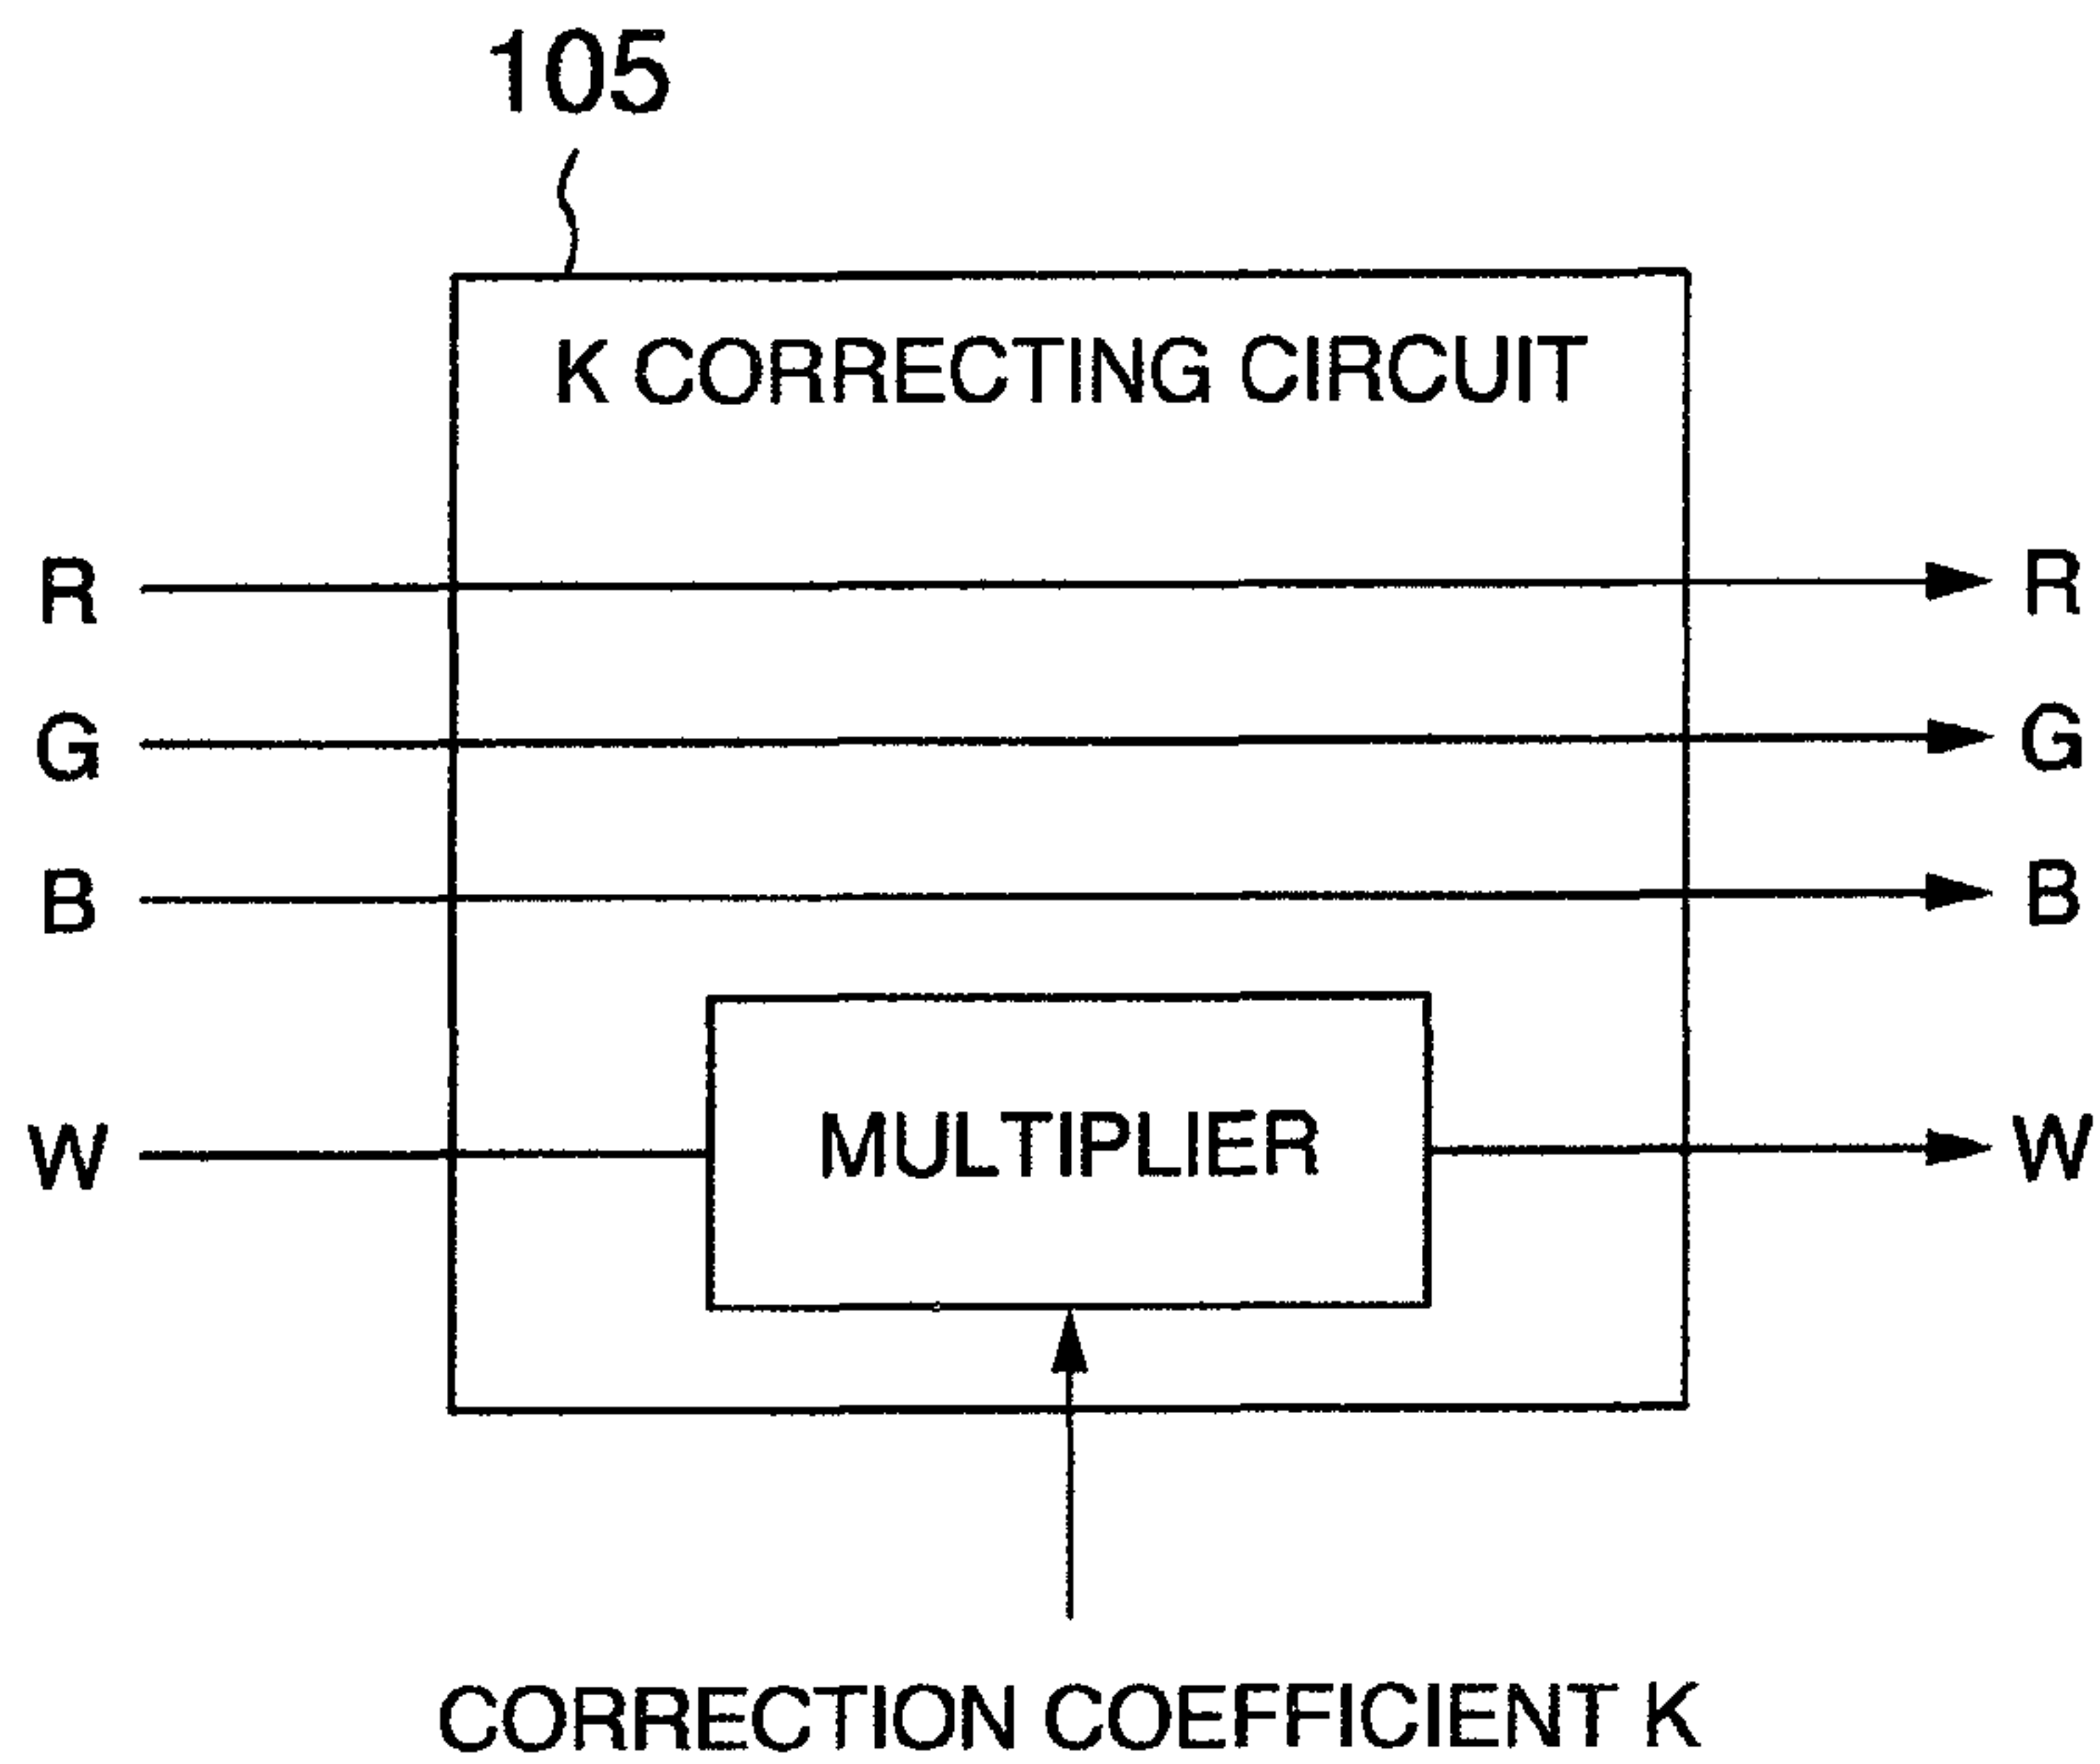 105
K CORRECTING CIRCUIT
R R
G G
B B
W MULTIPLIER W
CORRECTION COEFFICIENT K